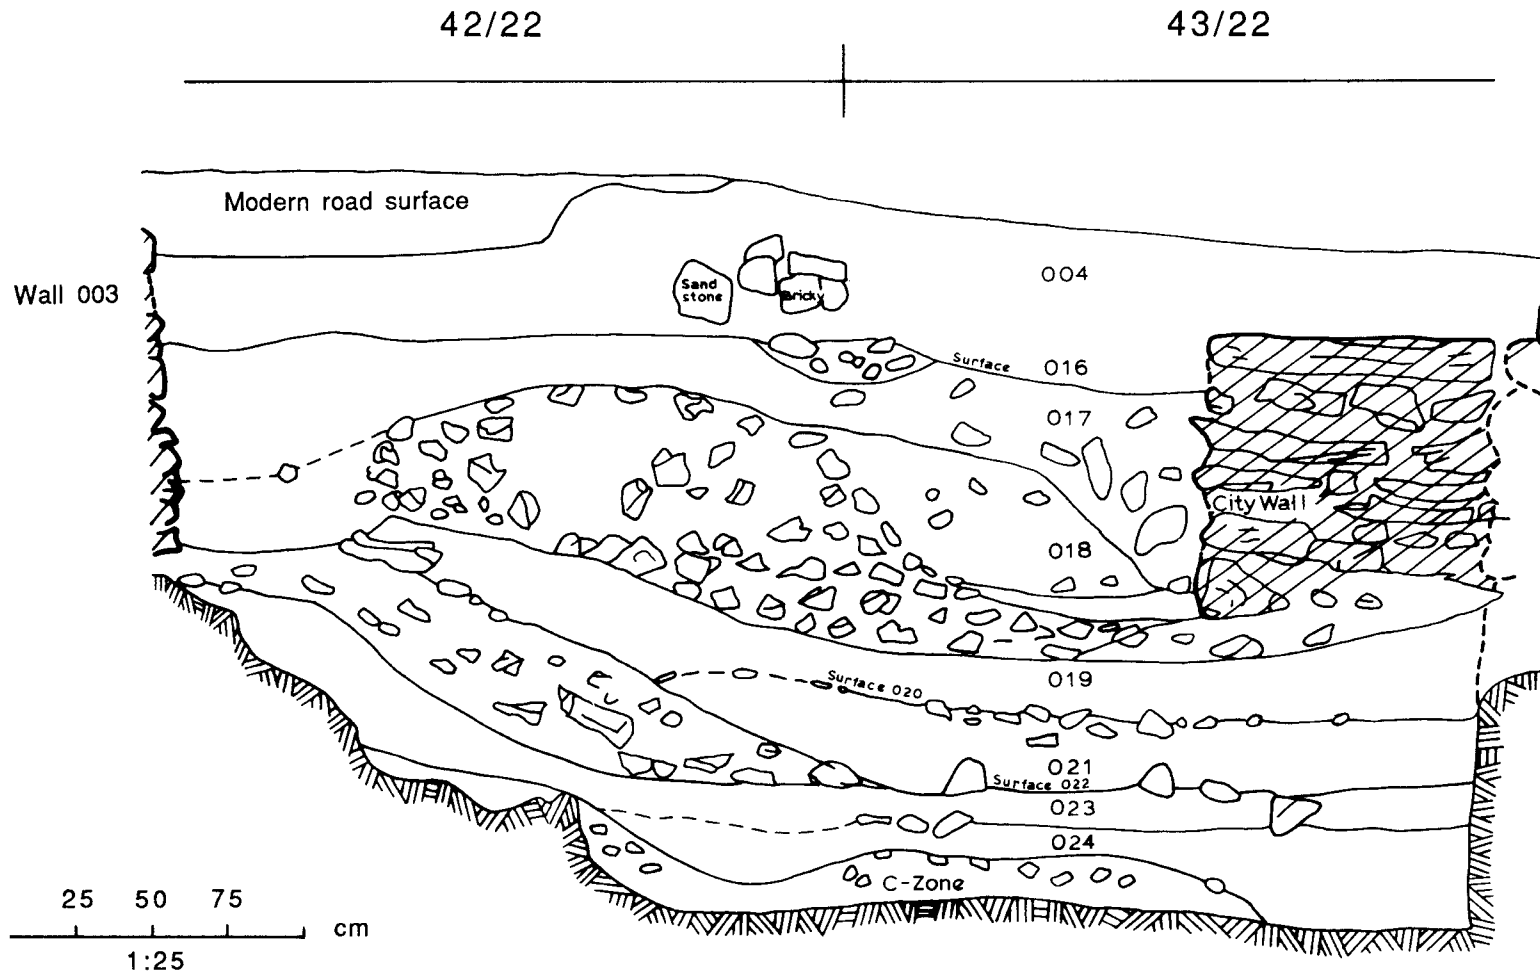 42/22
43/22
Modern road surface
Wall 003
Sand
stone
Bricky
004
Surface
016
017
City Wall
018
019
Surface 020
021
Surface 022
023
024
C-Zone
25 50 75
cm
1:25